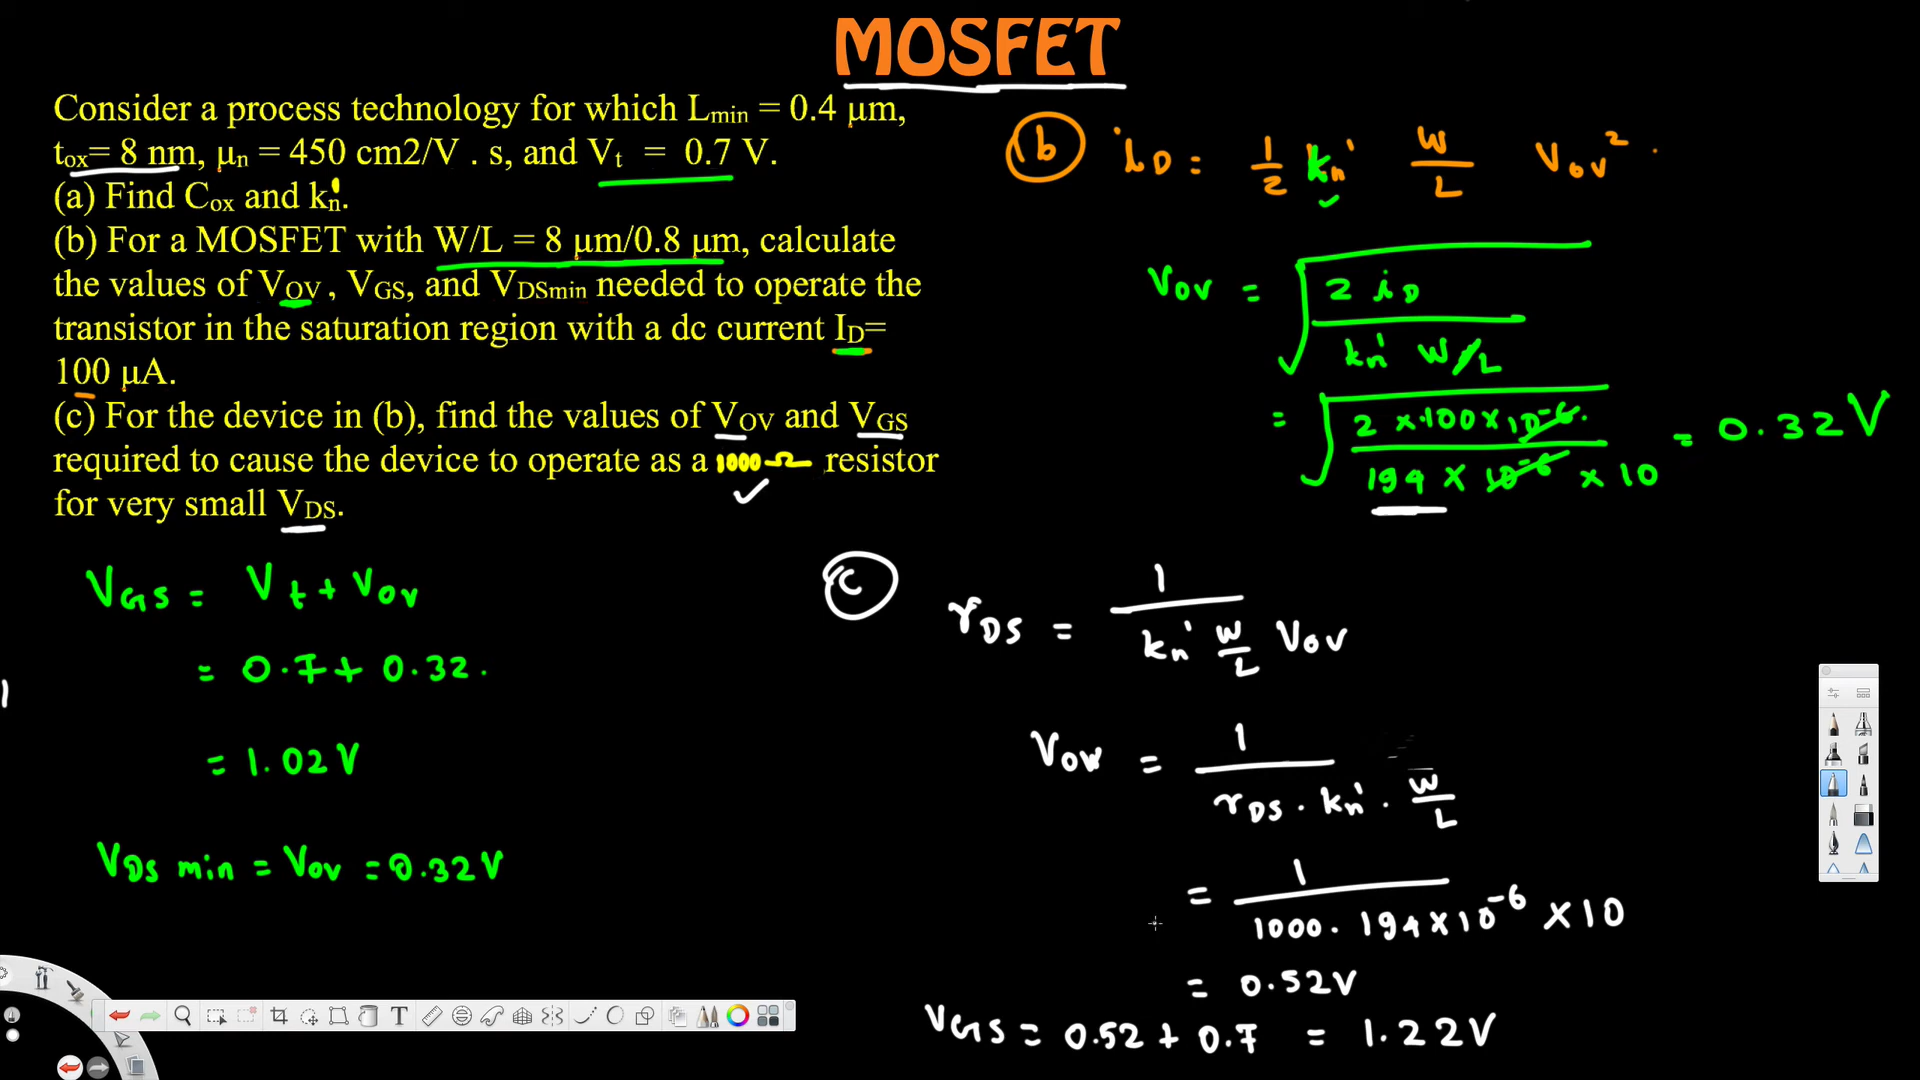 MOSFET
Consider a process technology for which Lmin = 0.4 μm,
tox= 8 nm, μn = 450 cm2/V . s, and Vt = 0.7 V.
(a) Find Cox and kn'.
(b) For a MOSFET with W/L = 8 μm/0.8 μm, calculate
the values of VOV, VGS, and VDSmin needed to operate the
transistor in the saturation region with a dc current ID=
100 μA.
(c) For the device in (b), find the values of VOV and VGS
required to cause the device to operate as a 1000 Ω resistor
for very small VDS.
VGS = Vt + VOV
= 0.7 + 0.32.
= 1.02 V
VDS min = VOV = 0.32 V
(b) iD = 1/2 kn' W/L VOV² .
VOV = √(2 iD / kn' W/L)
= √(2 × 100 × 10⁻⁶ / 194 × 10⁻⁶ × 10) = 0.32 V
(c) rDS = 1 / kn' W/L VOV
VOV = 1 / rDS . kn' . W/L
= 1 / 1000 . 194 × 10⁻⁶ × 10
= 0.52 V
VGS = 0.52 + 0.7 = 1.22 V